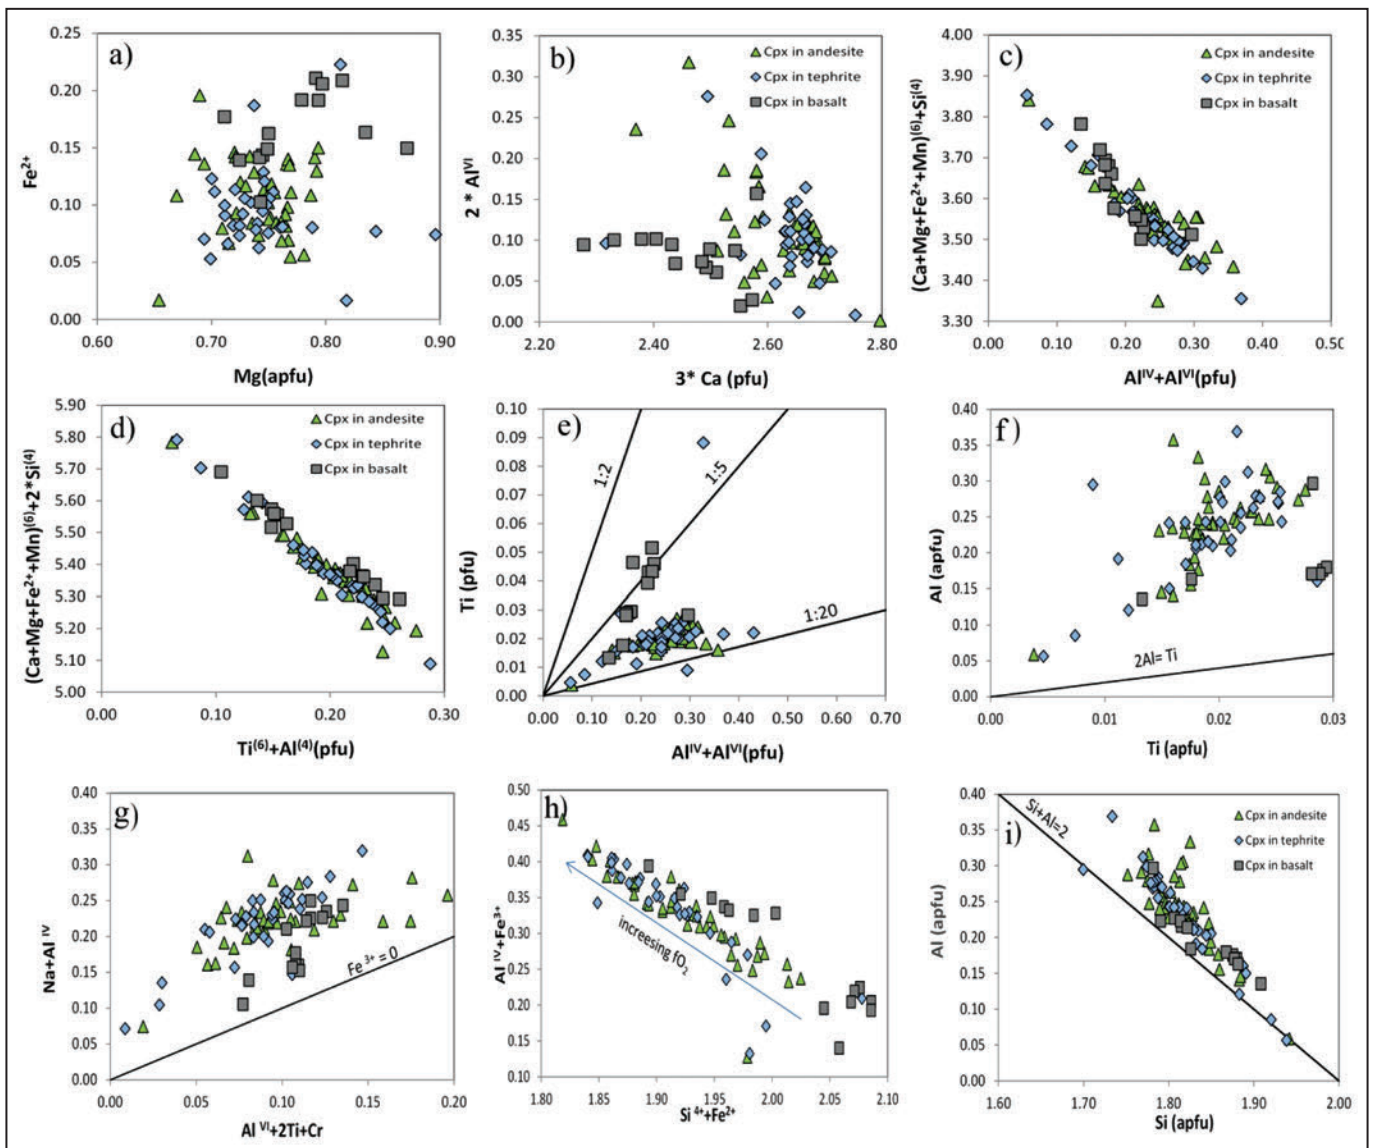 a)
0.25
0.20
0.15
0.10
0.05
0.00
Fe²⁺
0.60 0.70 0.80 0.90
Mg(apfu)
b)
Cpx in andesite
Cpx in tephrite
Cpx in basalt
0.35
0.30
0.25
0.20
0.15
0.10
0.05
0.00
2 * Al^VI
2.20 2.40 2.60 2.80
3* Ca (pfu)
c)
Cpx in andesite
Cpx in tephrite
Cpx in basalt
4.00
3.90
3.80
3.70
3.60
3.50
3.40
3.30
(Ca+Mg+Fe²⁺+Mn)⁽⁶⁾+Si⁽⁴⁾
0.00 0.10 0.20 0.30 0.40 0.50
Al^IV+Al^VI(pfu)
d)
Cpx in andesite
Cpx in tephrite
Cpx in basalt
5.90
5.80
5.70
5.60
5.50
5.40
5.30
5.20
5.10
5.00
(Ca+Mg+Fe²⁺+Mn)⁽⁶⁾+2*Si⁽⁴⁾
0.00 0.10 0.20 0.30
Ti⁽⁶⁾+Al⁽⁴⁾(pfu)
e)
0.10
0.09
0.08
0.07
0.06
0.05
0.04
0.03
0.02
0.01
0.00
Ti (pfu)
1:2
1:5
1:20
0.00 0.10 0.20 0.30 0.40 0.50 0.60 0.70
Al^IV+Al^VI(pfu)
f)
0.40
0.35
0.30
0.25
0.20
0.15
0.10
0.05
0.00
Al (apfu)
2Al= Ti
0.00 0.01 0.02 0.03
Ti (apfu)
g)
0.40
0.35
0.30
0.25
0.20
0.15
0.10
0.05
0.00
Na+Al^IV
Fe³⁺ = 0
0.00 0.05 0.10 0.15 0.20
Al^VI+2Ti+Cr
h)
0.50
0.45
0.40
0.35
0.30
0.25
0.20
0.15
0.10
Al^IV+Fe³⁺
increesing fO₂
1.80 1.85 1.90 1.95 2.00 2.05 2.10
Si⁴⁺+Fe²⁺
i)
Si+Al=2
Cpx in andesite
Cpx in tephrite
Cpx in basalt
0.40
0.35
0.30
0.25
0.20
0.15
0.10
0.05
0.00
Al (apfu)
1.60 1.70 1.80 1.90 2.00
Si (apfu)